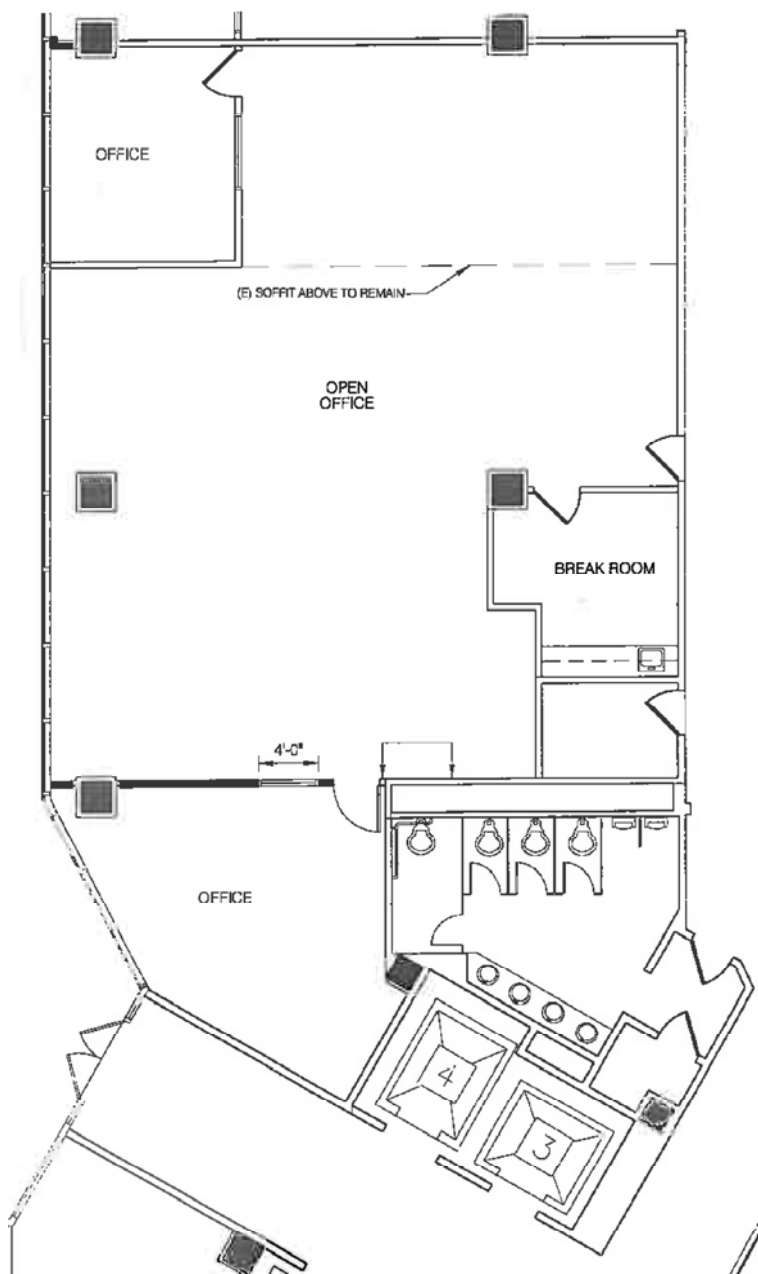 OFFICE
(E) SOFFIT ABOVE TO REMAIN
OPEN
OFFICE
BREAK ROOM
4'-0"
OFFICE
4
3